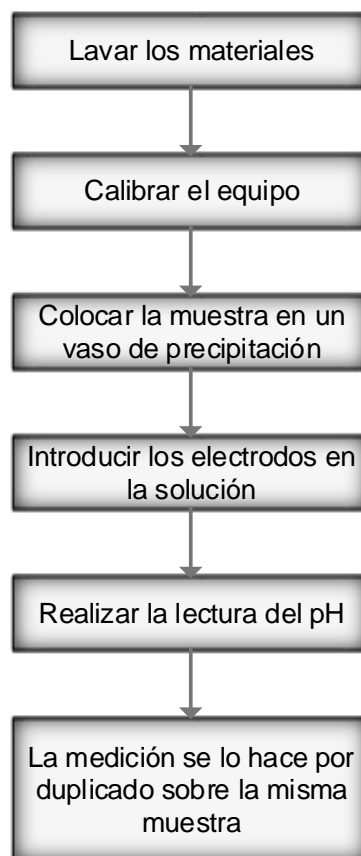 Lavar los materiales
Calibrar el equipo
Colocar la muestra en un
vaso de precipitación
Introducir los electrodos en
la solución
Realizar la lectura del pH
La medición se lo hace por
duplicado sobre la misma
muestra